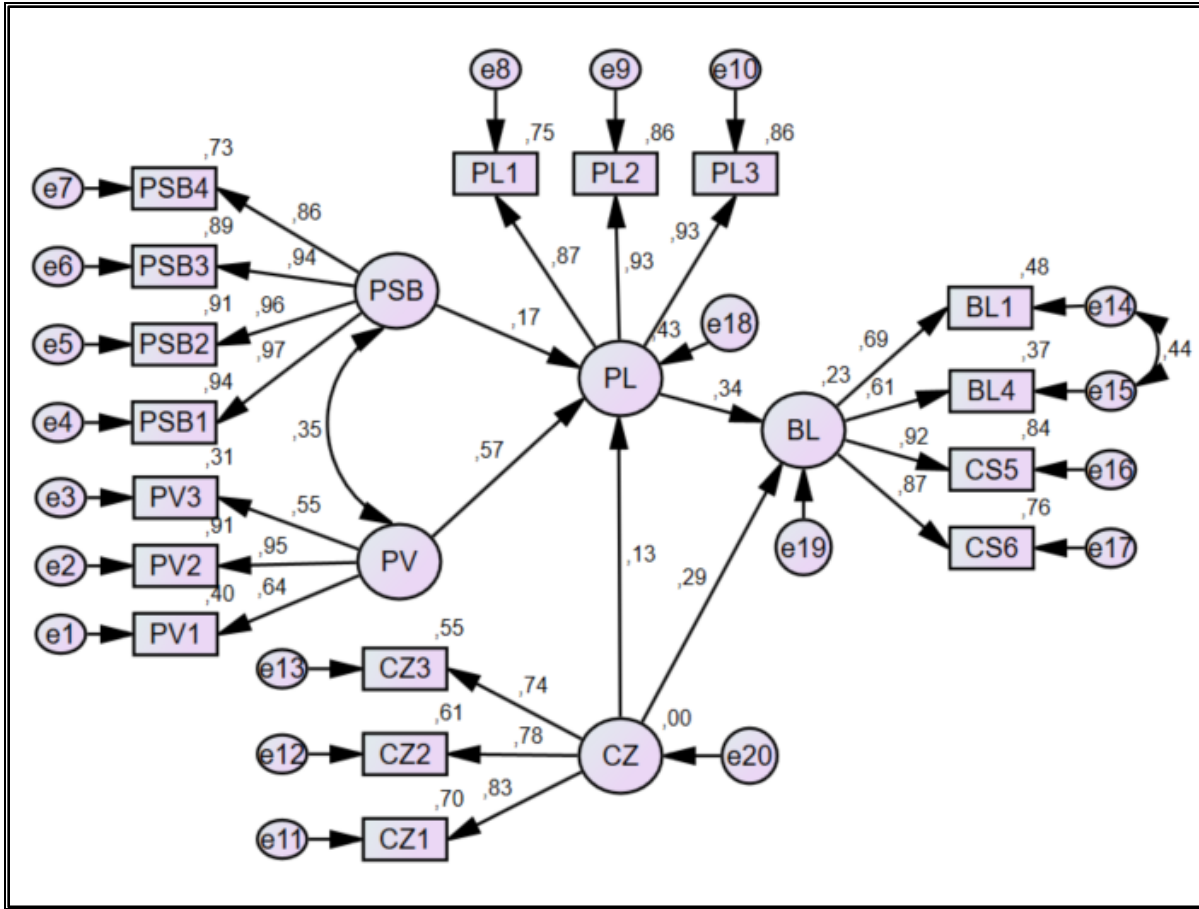 e8
e9
e10
,75
,86
,86
PL1
PL2
PL3
,87
,93
,93
,73
e7
PSB4
,86
,89
e6
PSB3
,94
,91
e5
PSB2
,96
,94
e4
PSB1
,97
PSB
,17
,43
e18
PL
,35
,31
e3
PV3
,55
,91
e2
PV2
,95
,40
e1
PV1
,64
PV
,57
,34
,23
BL
e19
,48
BL1
e14
,69
,44
,37
BL4
e15
,61
,84
CS5
e16
,92
,76
CS6
e17
,87
,13
,29
,55
e13
CZ3
,74
,61
e12
CZ2
,78
,70
e11
CZ1
,83
CZ
,00
e20